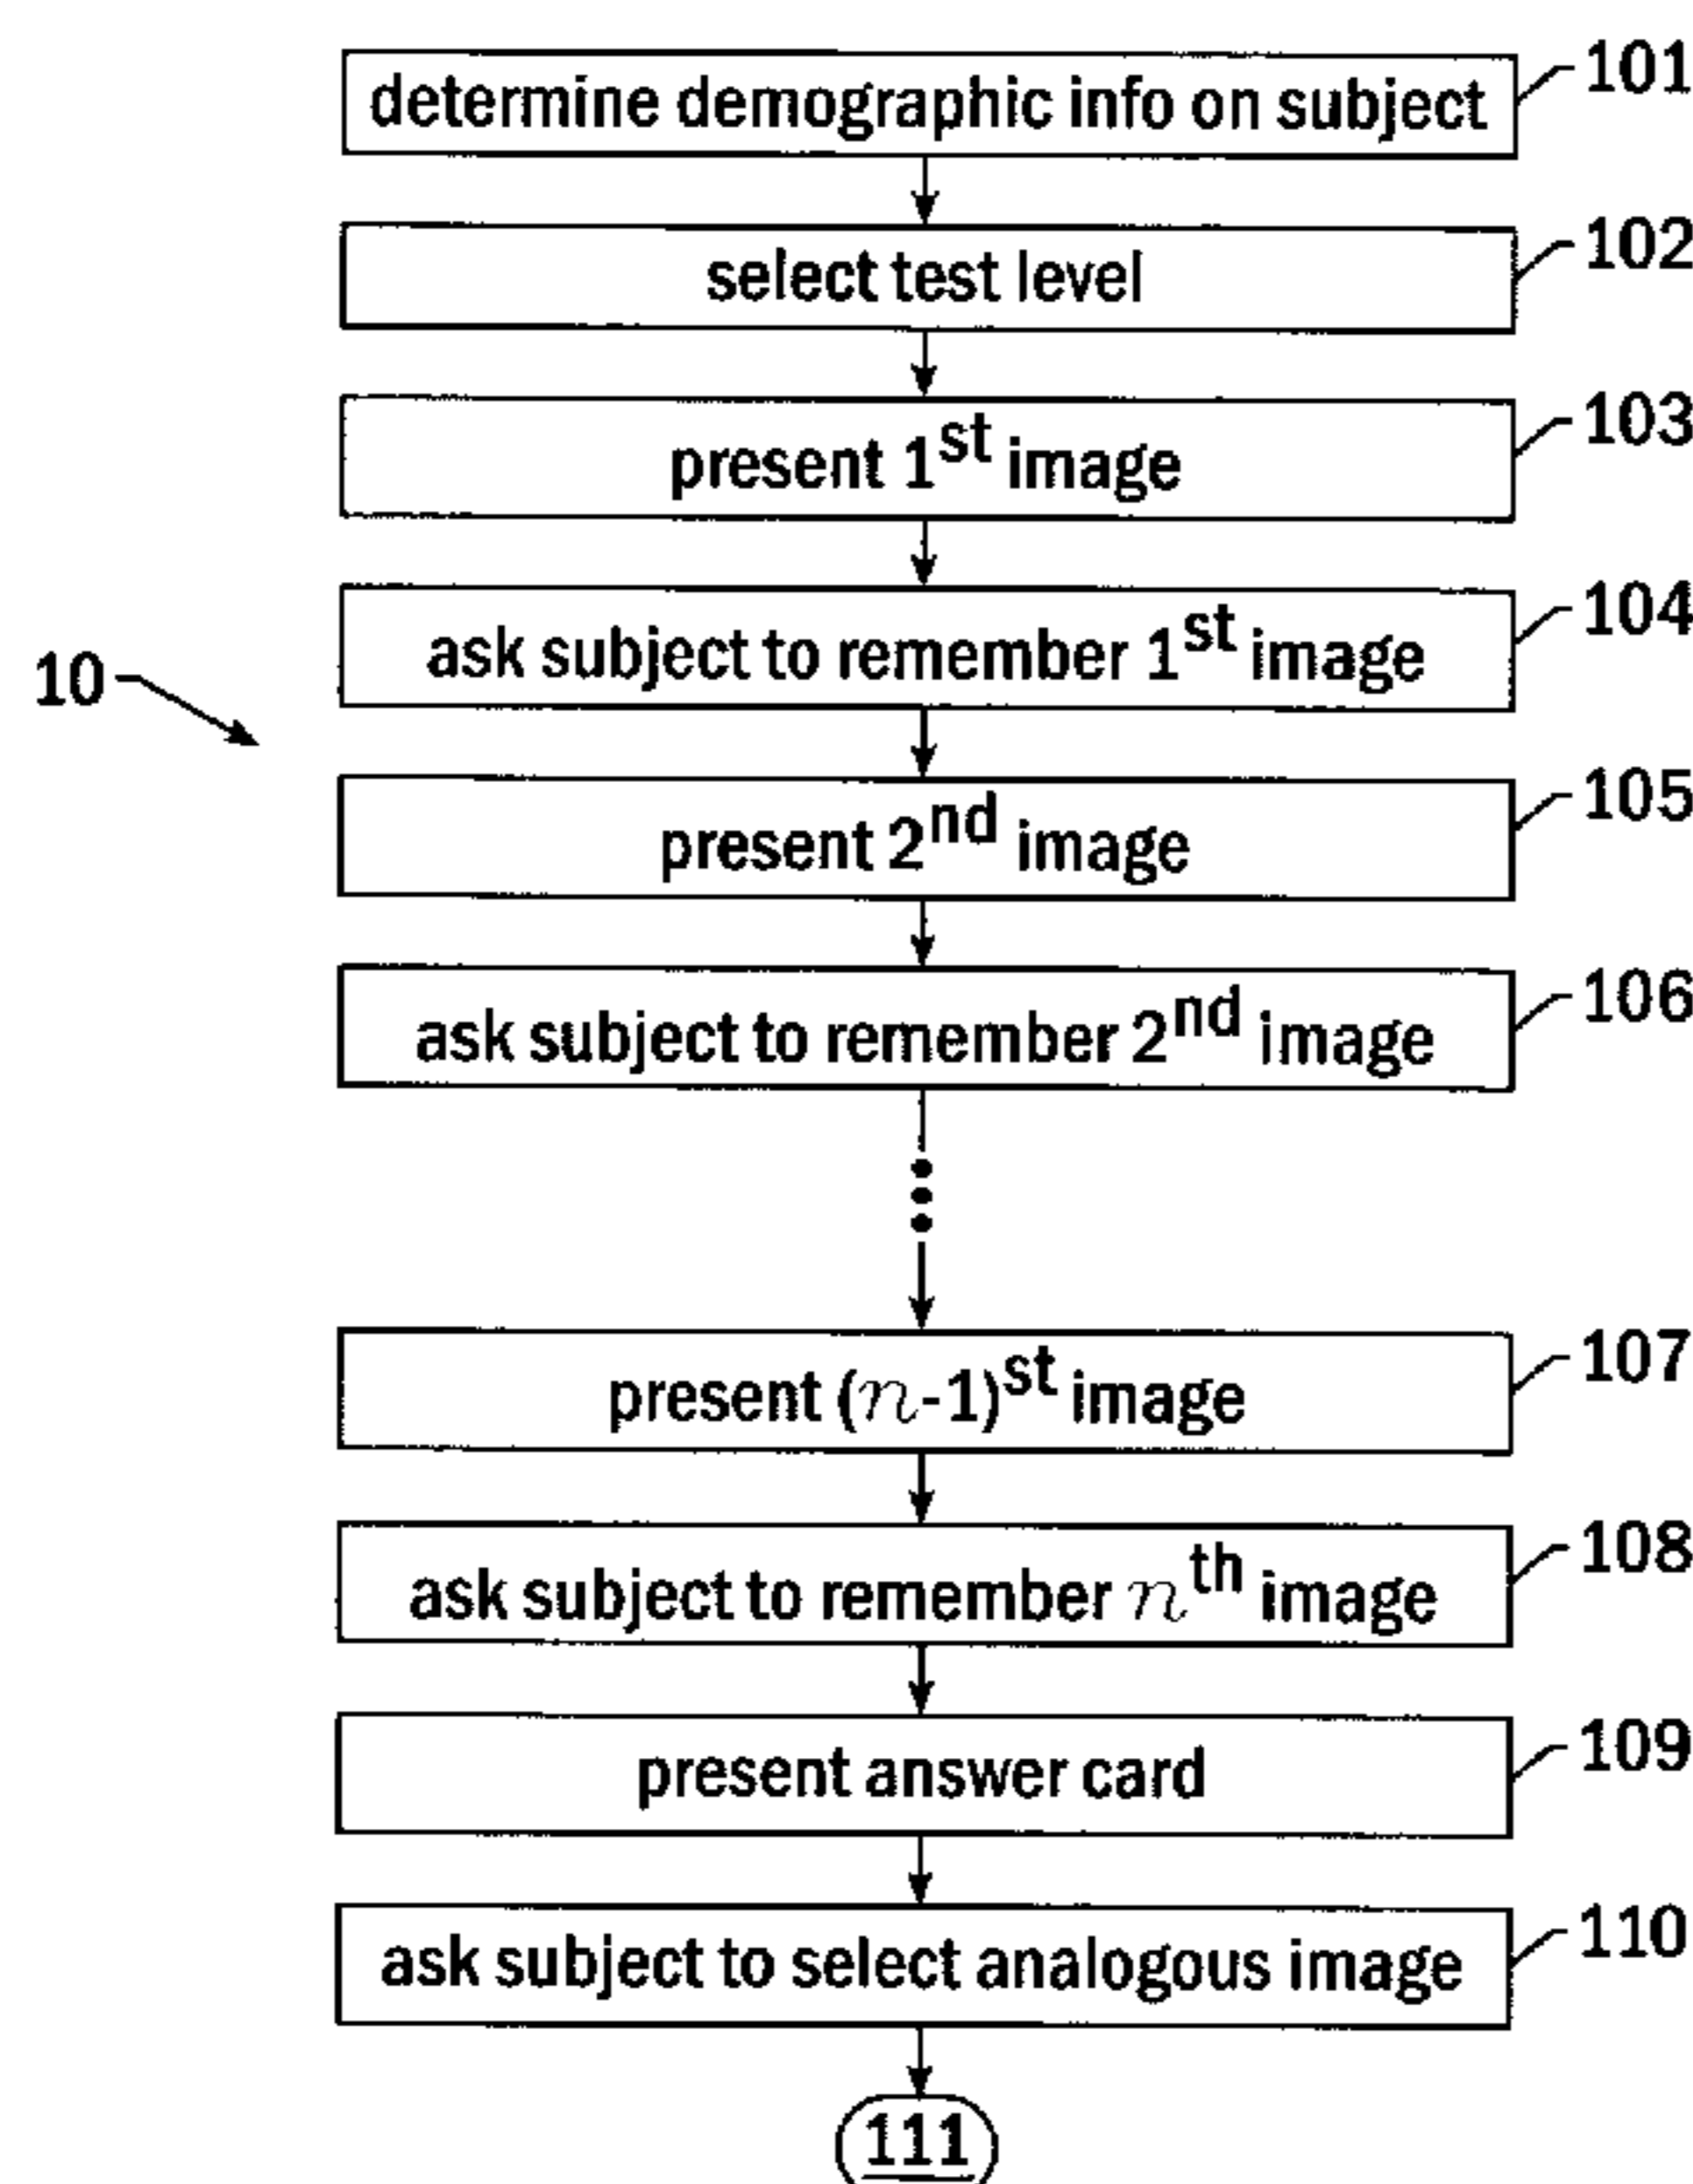 determine demographic info on subject 101
select test level 102
present 1st image 103
ask subject to remember 1st image 104
10
present 2nd image 105
ask subject to remember 2nd image 106
present (n-1)st image 107
ask subject to remember nth image 108
present answer card 109
ask subject to select analogous image 110
111